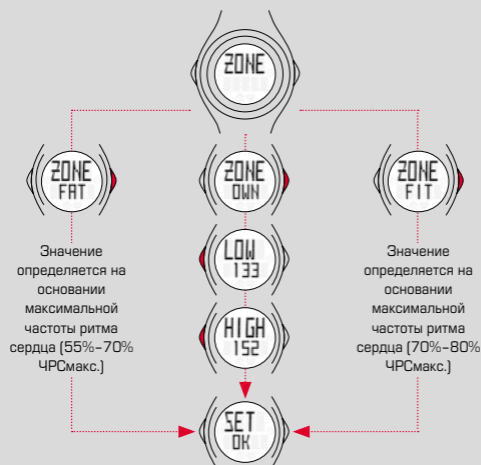 ZONE
ZONE
FAT
ZONE
OWN
ZONE
FIT
LOW
133
HIGH
152
Значение
определяется на
основании
максимальной
частоты ритма
сердца (55%–70%
ЧРСмакс.)
Значение
определяется на
основании
максимальной
частоты ритма
сердца (70%–80%
ЧРСмакс.)
SET
OK